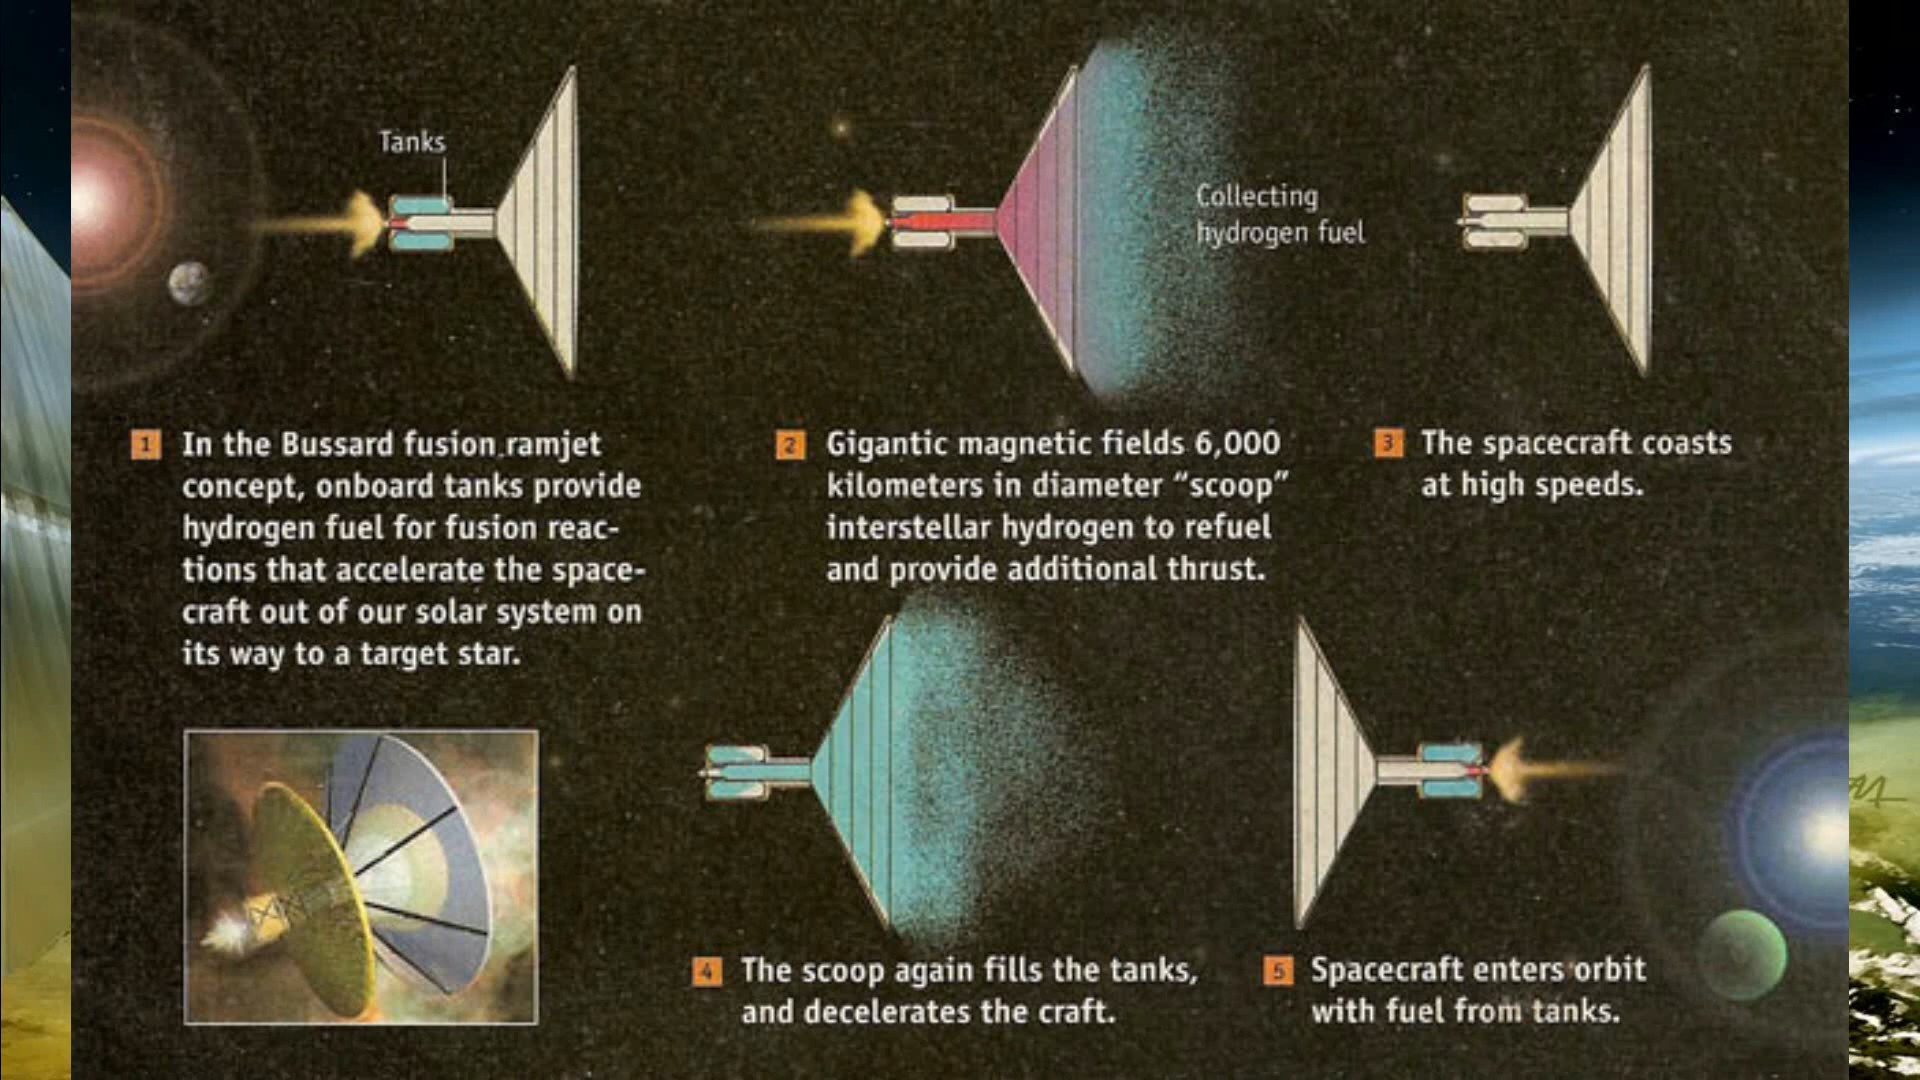 Tanks
Collecting
hydrogen fuel
1 In the Bussard fusion ramjet
concept, onboard tanks provide
hydrogen fuel for fusion reac-
tions that accelerate the space-
craft out of our solar system on
its way to a target star.
2 Gigantic magnetic fields 6,000
kilometers in diameter “scoop”
interstellar hydrogen to refuel
and provide additional thrust.
3 The spacecraft coasts
at high speeds.
4 The scoop again fills the tanks,
and decelerates the craft.
5 Spacecraft enters orbit
with fuel from tanks.